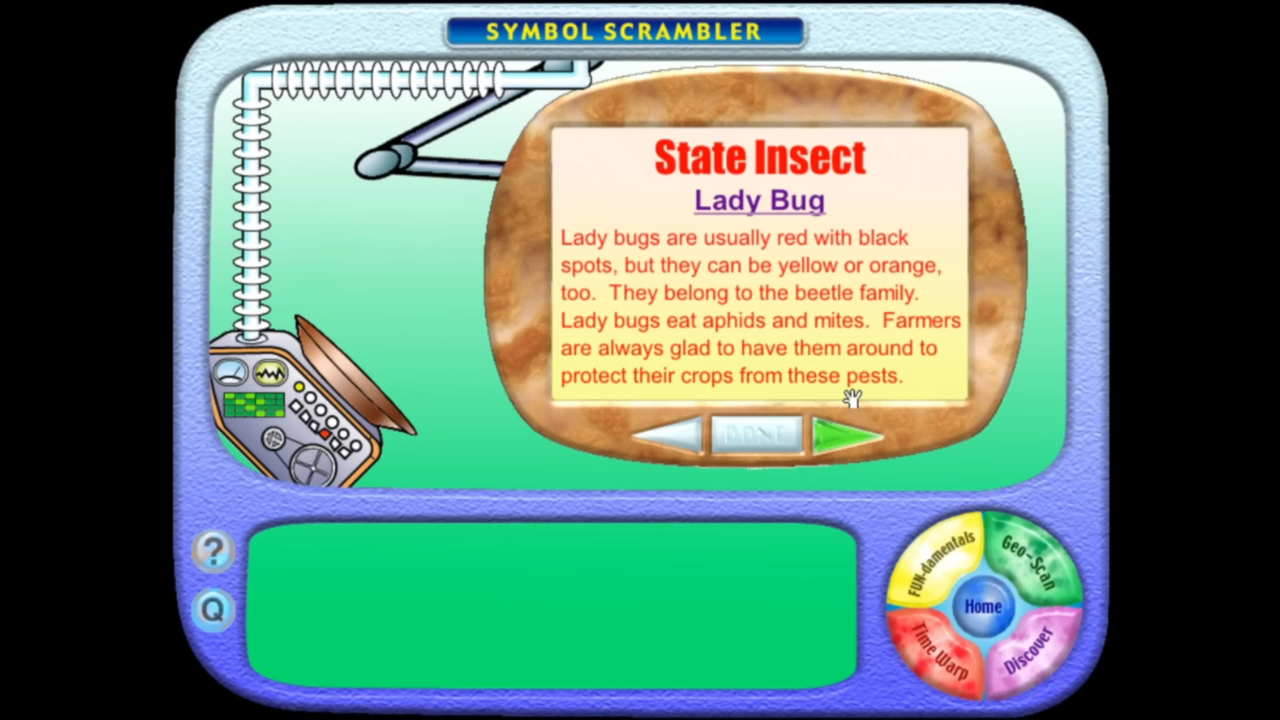 SYMBOL SCRAMBLER
State Insect
Lady Bug
Lady bugs are usually red with black
spots, but they can be yellow or orange,
too.  They belong to the beetle family.
Lady bugs eat aphids and mites.  Farmers
are always glad to have them around to
protect their crops from these pests.
DONE
?
Q
FUN-damentals
Geo-Scan
Home
Time Warp
Discover